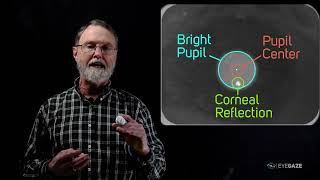 Bright
Pupil
Pupil
Center
Corneal
Reflection
EYEGAZE